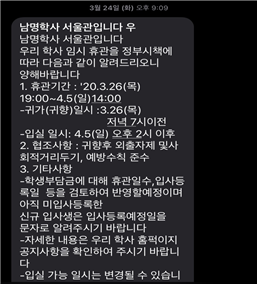 3월 24일 (화) 오후 9:09
남명학사 서울관입니다 우
남명학사 서울관입니다
우리 학사 임시 휴관을 정부시책에
따라 다음과 같이 알려드리오니
양해바랍니다
1. 휴관기간 : '20.3.26(목)
19:00~4.5(일)14:00
-귀가(귀향)일시 :3.26(목)
저녁 7시이전
-입실 일시: 4.5(일) 오후 2시 이후
2. 협조사항 : 귀향후 외출자제 및사
회적거리두기, 예방수칙 준수
3. 기타사항
-학생부담금에 대해 휴관일수,입사등
록일 등을 검토하여 반영할예정이며
아직 미입사등록한
신규 입사생은 입사등록예정일을
문자로 알려주시기 바랍니다
-자세한 내용은 우리 학사 홈펵이지
공지사항을 확인하여 주시기 바랍니
다
-입실 가능 일시는 변경될 수 있습니